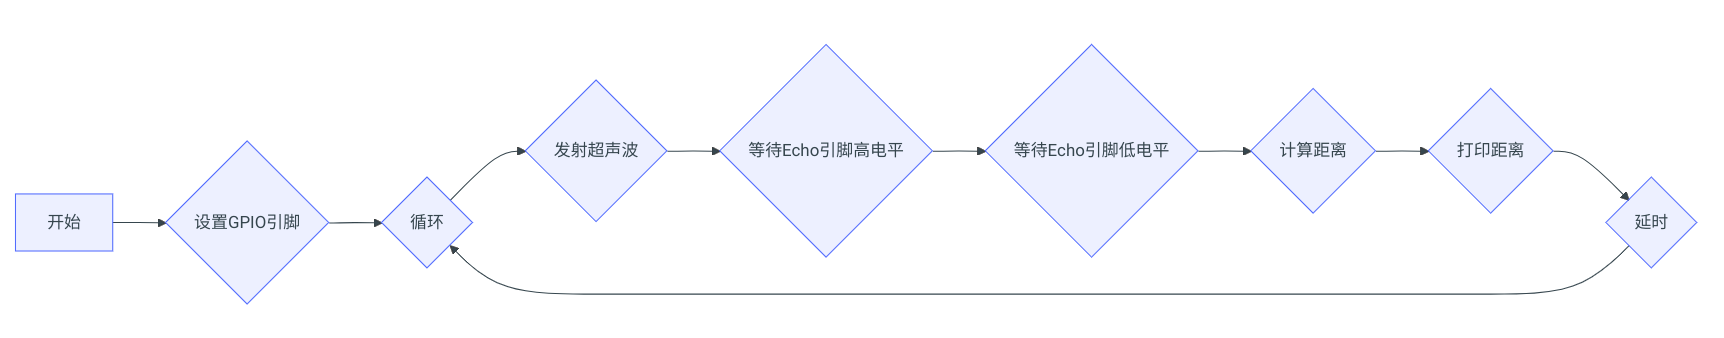 开始
设置GPIO引脚
循环
发射超声波
等待Echo引脚高电平
等待Echo引脚低电平
计算距离
打印距离
延时